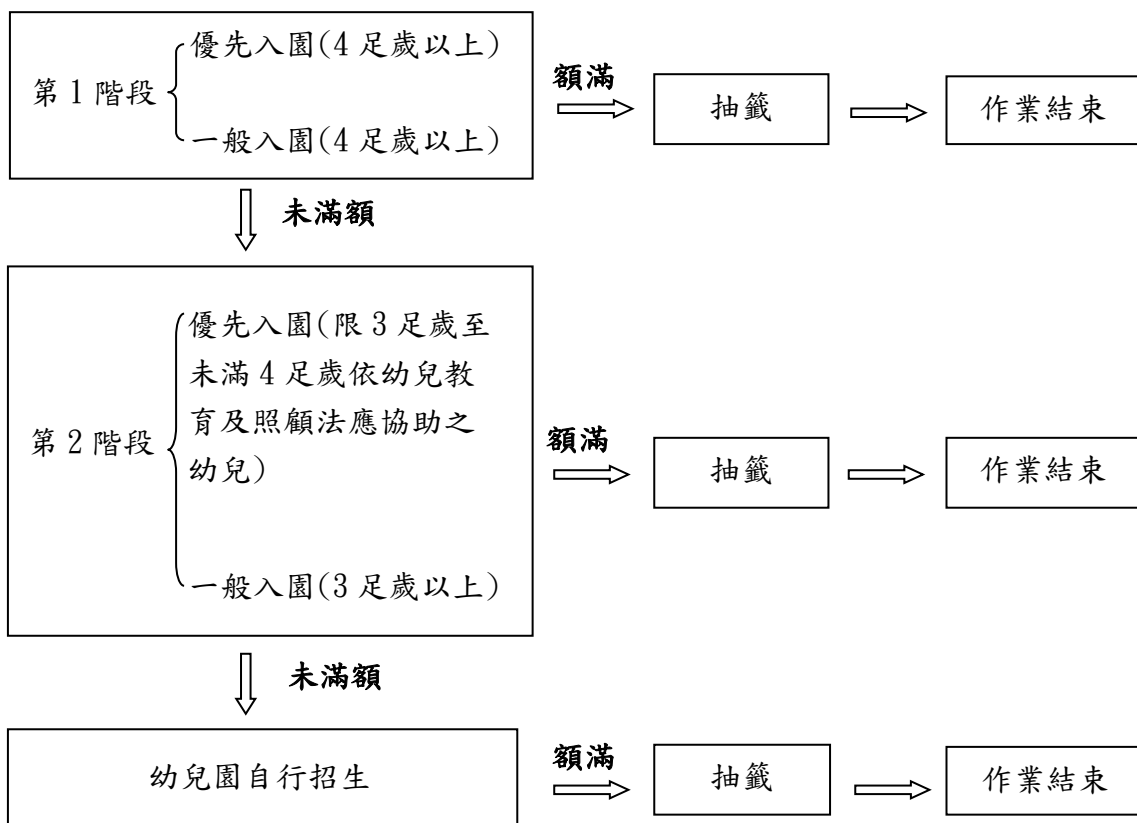 優先入園(4 足歲以上)
第 1 階段
一般入園(4 足歲以上)
額滿
抽籤
作業結束
未滿額
優先入園(限 3 足歲至
未滿 4 足歲依幼兒教
育及照顧法應協助之
幼兒)
第 2 階段
一般入園(3 足歲以上)
額滿
抽籤
作業結束
未滿額
幼兒園自行招生
額滿
抽籤
作業結束